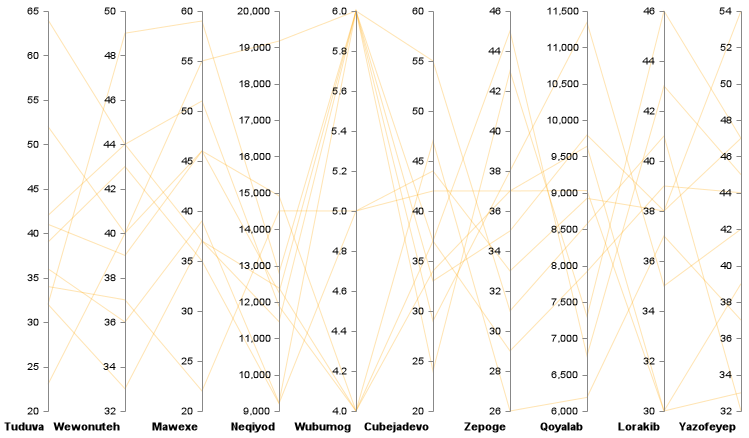 65 50 60 20,000 6.0 60 46 11,500 46 54
60 48 55 19,000 5.8 55 44 11,000 44 52
55 46 50 18,000 5.6 50 42 10,500 42 50
50 44 45 17,000 5.4 45 40 10,000 40 48
45 42 40 16,000 5.2 40 38 9,500 38 46
40 40 35 15,000 5.0 35 36 9,000 36 44
35 38 30 14,000 4.8 30 34 8,500 34 42
30 36 25 13,000 4.6 25 32 8,000 32 40
25 34 20 12,000 4.4 20 30 7,500 30 38
20 32 11,000 4.2 28 7,000 36
10,000 4.0 26 6,500 34
9,000 6,000 32
Tuduva Wewonuteh Mawexe Neqiyod Wubumog Cubejadevo Zepoge Qoyalab Lorakib Yazofeyep